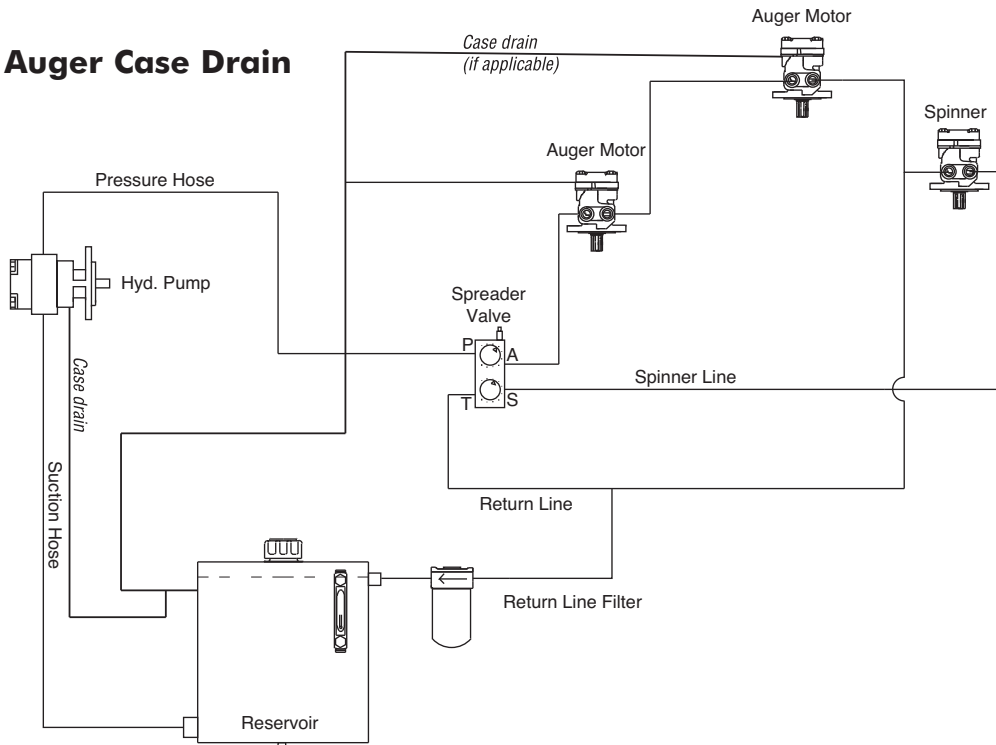 Auger Case Drain
Auger Motor
Case drain
(if applicable)
Spinner
Auger Motor
Pressure Hose
Hyd. Pump
Spreader
Valve
P
A
Case drain
Spinner Line
T
S
Suction Hose
Return Line
Return Line Filter
Reservoir